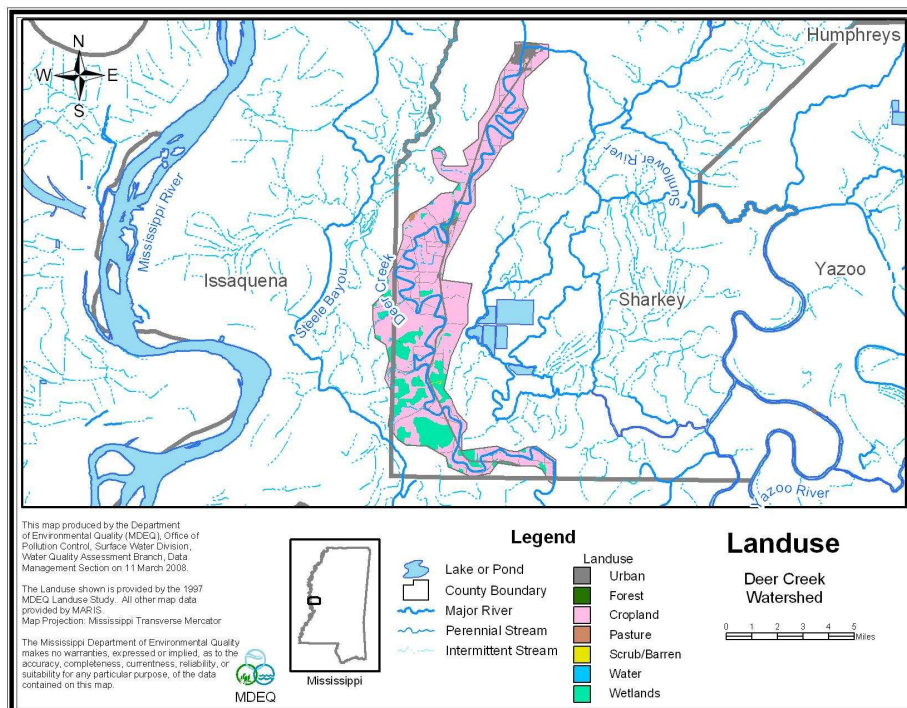 N
W E
S
Humphreys
Mississippi River
Sunflower River
Issaquena
Steele Bayou
Deer Creek
Sharkey
Yazoo
Yazoo River
This map produced by the Department
of Environmental Quality (MDEQ), Office of
Pollution Control, Surface Water Division,
Water Quality Assessment Branch, Data
Management Section on 11 March 2008.
The Landuse shown is provided by the 1997
MDEQ Landuse Study. All other map data
provided by MARIS.
Map Projection: Mississippi Transverse Mercator
The Mississippi Department of Environmental Quality
makes no warranties, expressed or implied, as to the
accuracy, completeness, currentness, reliability, or
suitability for any particular purpose, of the data
contained on this map.
MDEQ
Mississippi
Legend
Lake or Pond
County Boundary
Major River
Perennial Stream
Intermittent Stream
Landuse
Urban
Forest
Cropland
Pasture
Scrub/Barren
Water
Wetlands
Landuse
Deer Creek
Watershed
0 1 2 3 4 5
Miles